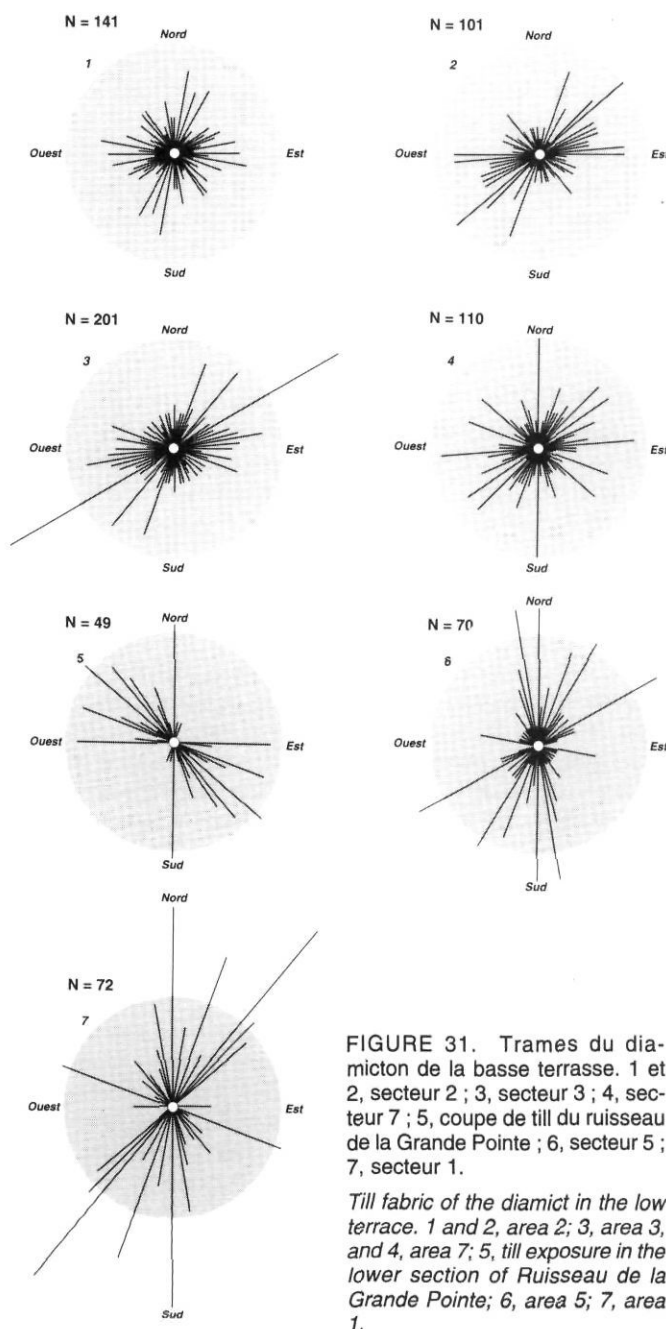 N = 141
Nord
1
Ouest
Est
Sud
N = 101
Nord
2
Ouest
Est
Sud
N = 201
Nord
3
Ouest
Est
Sud
N = 110
Nord
4
Ouest
Est
Sud
N = 49
Nord
5
Ouest
Est
Sud
N = 70
Nord
6
Ouest
Est
Sud
N = 72
Nord
7
Ouest
Est
Sud
FIGURE 31. Trames du dia-
micton de la basse terrasse. 1 et
2, secteur 2 ; 3, secteur 3 ; 4, sec-
teur 7 ; 5, coupe de till du ruisseau
de la Grande Pointe ; 6, secteur 5 ;
7, secteur 1.
Till fabric of the diamict in the low
terrace. 1 and 2, area 2; 3, area 3,
and 4, area 7; 5, till exposure in the
lower section of Ruisseau de la
Grande Pointe; 6, area 5; 7, area
1.